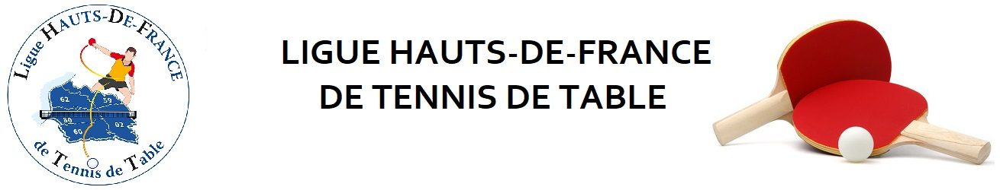 Ligue HAUTS-DE-FRANCE
62
59
80
02
60
de Tennis de Table
LIGUE HAUTS-DE-FRANCE
DE TENNIS DE TABLE